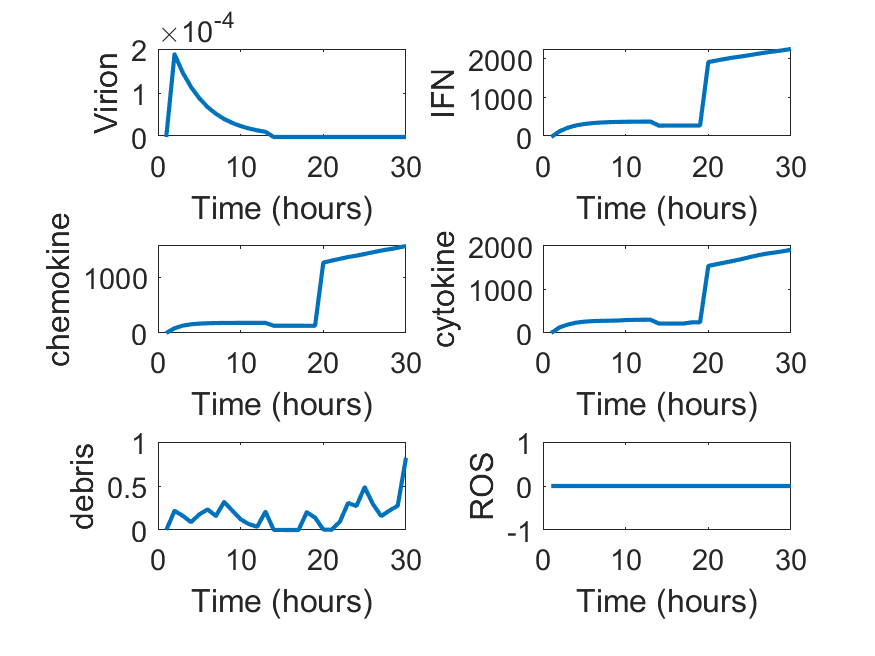 ×10-4
Virion
2
1
0
0 10 20 30
Time (hours)
IFN
2000
1000
0
0 10 20 30
Time (hours)
chemokine
1000
0
0 10 20 30
Time (hours)
cytokine
2000
1000
0
0 10 20 30
Time (hours)
debris
1
0.5
0
0 10 20 30
Time (hours)
ROS
1
0
-1
0 10 20 30
Time (hours)